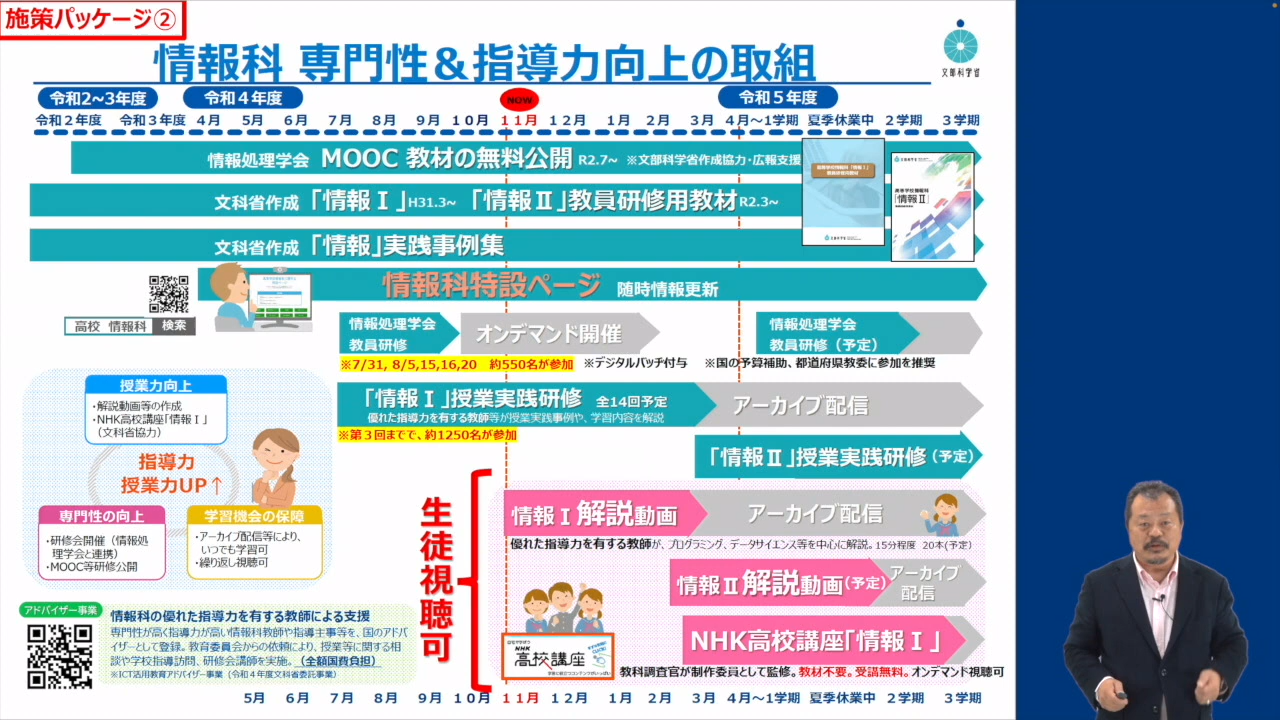 施策パッケージ②
情報科 専門性&指導力向上の取組
文部科学省
令和2~3年度 令和４年度 NOW 令和５年度
令和２年度 令和３年度 ４月 ５月 ６月 ７月 ８月 ９月 １０月 １１月 １２月 １月 ２月 ３月 ４月～１学期 夏季休業中 ２学期 ３学期
情報処理学会 MOOC 教材の無料公開 R2.7~ ※文部科学省作成協力・広報支援
文科省作成 「情報Ⅰ」H31.3~ 「情報Ⅱ」教員研修用教材R2.3~
高等学校情報科「情報Ⅰ」
教員研修用教材
高等学校情報科
「情報Ⅱ」
文科省作成 「情報」実践事例集
情報科特設ページ 随時情報更新
高校 情報科 検索
情報処理学会
教員研修
オンデマンド開催
情報処理学会
教員研修（予定）
※7/31, 8/5,15,16,20 約550名が参加 ※デジタルバッチ付与 ※国の予算補助、都道府県教委に参加を推奨
「情報Ⅰ」授業実践研修 全14回予定
優れた指導力を有する教師等が授業実践事例や、学習内容を解説
アーカイブ配信
※第３回までで、約1250名が参加
「情報Ⅱ」授業実践研修（予定）
授業力向上
・解説動画等の作成
・NHK高校講座「情報Ⅰ」
（文科省協力）
指導力
授業力UP↑
専門性の向上
・研修会開催（情報処
理学会と連携）
・MOOC等研修公開
学習機会の保障
・アーカイブ配信等により、
いつでも学習可
・繰り返し視聴可
生徒視聴可
情報Ⅰ解説動画 アーカイブ配信
優れた指導力を有する教師が、プログラミング、データサイエンス等を中心に解説。15分程度 20本(予定)
情報Ⅱ解説動画(予定) アーカイブ
配信
NHK高校講座「情報Ⅰ」
NHK
高校講座
教科調査官が制作委員として監修。教材不要。受講無料。オンデマンド視聴可
アドバイザー事業
情報科の優れた指導力を有する教師による支援
専門性が高く指導力が高い情報科教師や指導主事等を、国のアドバ
イザーとして登録。教育委員会からの依頼により、授業等に関する相
談や学校指導訪問、研修会講師を実施。（全額国費負担）
※ICT活用教育アドバイザー事業（令和４年度文科省委託事業）
５月 ６月 ７月 ８月 ９月 １０月 １１月 １２月 １月 ２月 ３月 ４月～１学期 夏季休業中 ２学期 ３学期